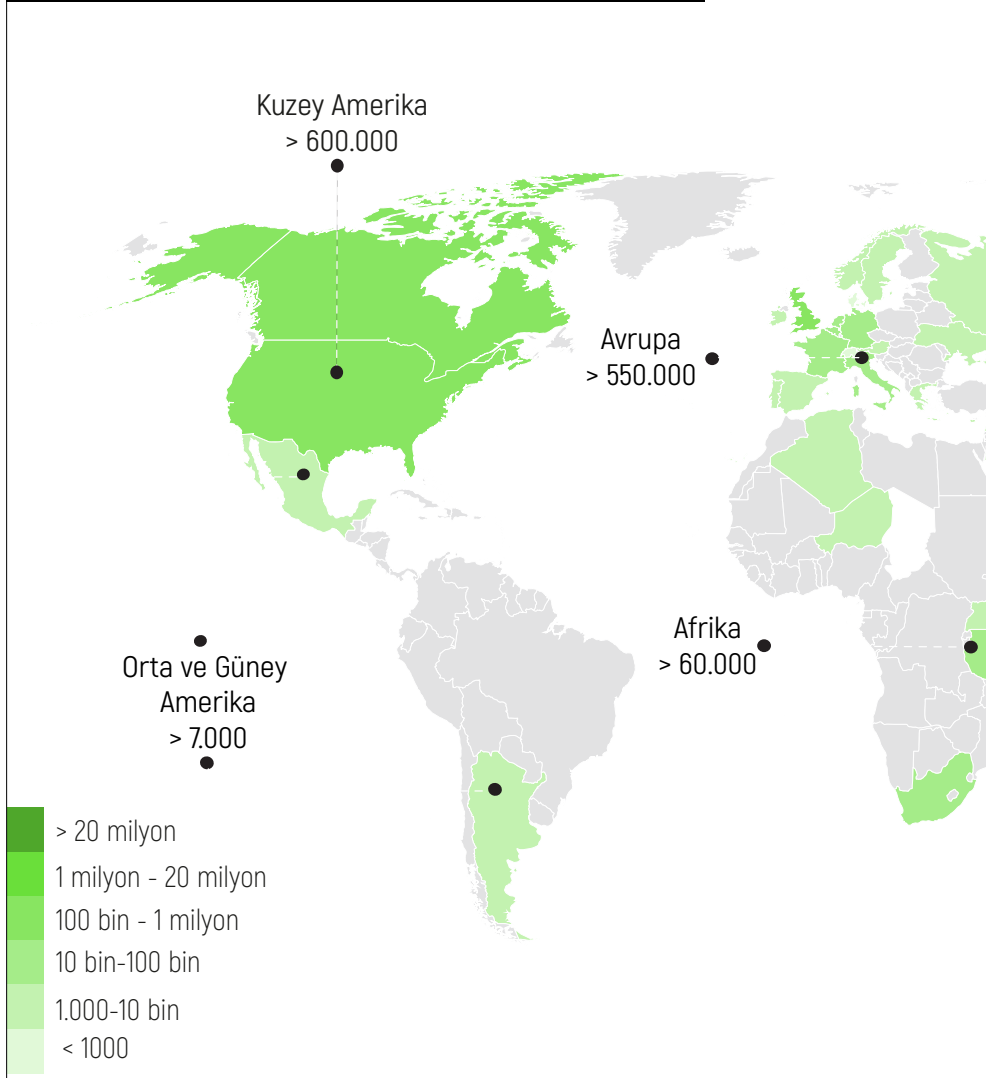 Kuzey Amerika
> 600.000
Avrupa
> 550.000
Afrika
> 60.000
Orta ve Güney
Amerika
> 7.000
> 20 milyon
1 milyon - 20 milyon
100 bin - 1 milyon
10 bin-100 bin
1.000-10 bin
< 1000